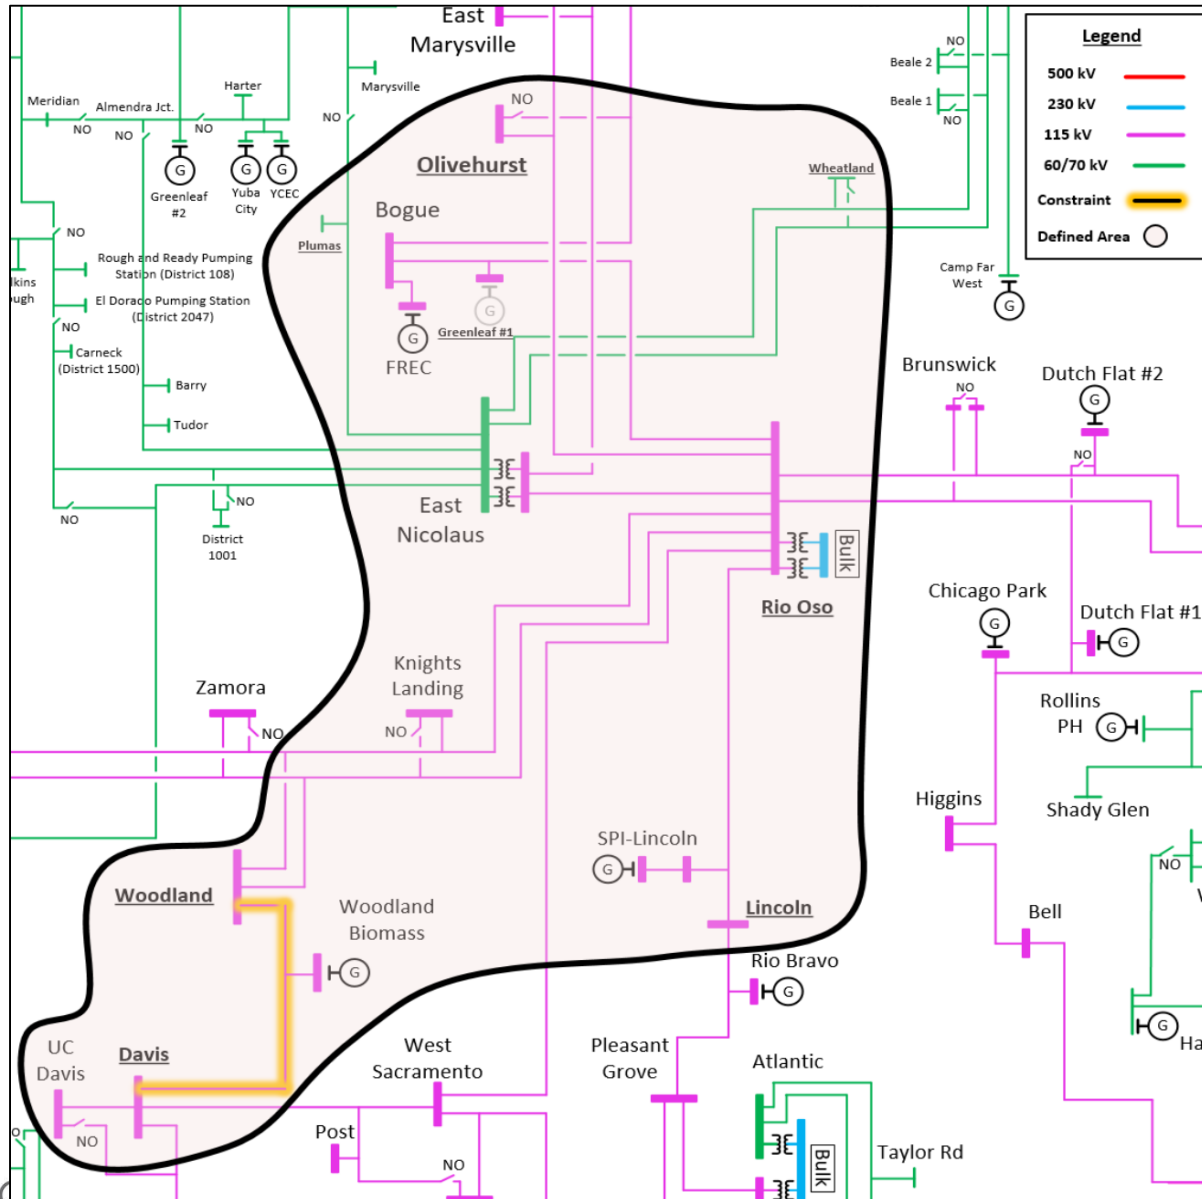 East
Marysville
Legend
500 kV
230 kV
115 kV
60/70 kV
Constraint
Defined Area
Beale 2
NO
Beale 1
NO
Meridian
NO
Almendra Jct.
NO
NO
Harter
Marysville
NO
G
Greenleaf
#2
G
Yuba
City
G
YCEC
NO
Olivehurst
Wheatland
Bogue
Plumas
NO
Rough and Ready Pumping
Station (District 108)
lkins
ough
El Dorado Pumping Station
(District 2047)
NO
Carneck
(District 1500)
Barry
Tudor
G
Greenleaf #1
G
FREC
Camp Far
West
G
Brunswick
NO
Dutch Flat #2
G
NO
East
Nicolaus
NO
NO
District
1001
Bulk
Rio Oso
Chicago Park
G
Dutch Flat #1
G
Knights
Landing
NO
Zamora
NO
Rollins
PH
G
Shady Glen
Higgins
SPI-Lincoln
G
NO
Woodland
Woodland
Biomass
G
Lincoln
Bell
Rio Bravo
G
G
Ha
UC
Davis
Davis
NO
West
Sacramento
Pleasant
Grove
Atlantic
Post
NO
Bulk
Taylor Rd